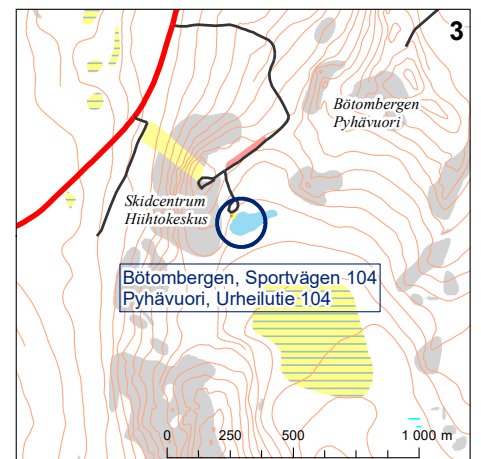 3
Bötombergen
Pyhävuori
Skidcentrum
Hiihtokeskus
Bötombergen, Sportvägen 104
Pyhävuori, Urheilutie 104
0 250 500 1 000 m